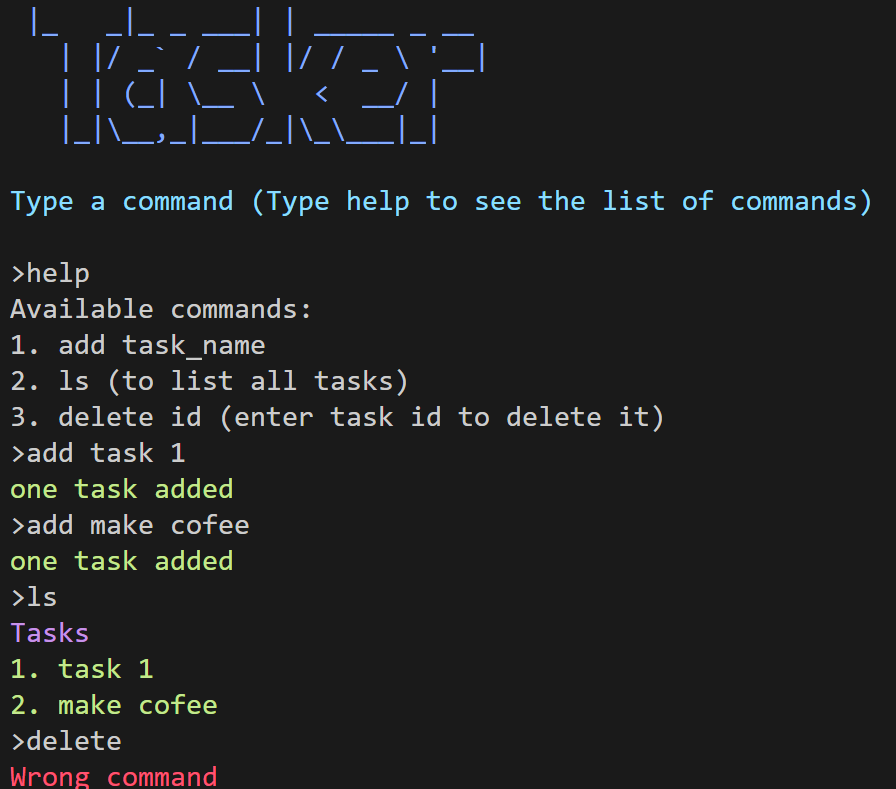 Tasker
Type a command (Type help to see the list of commands)
>help
Available commands:
1. add task_name
2. ls (to list all tasks)
3. delete id (enter task id to delete it)
>add task 1
one task added
>add make cofee
one task added
>ls
Tasks
1. task 1
2. make cofee
>delete
Wrong command